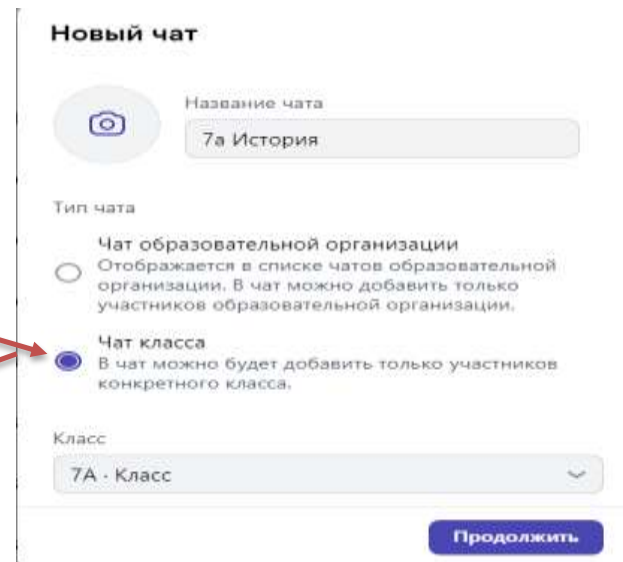 Новый чат
Название чата
7а История
Тип чата
Чат образовательной организации
Отображается в списке чатов образовательной
организации. В чат можно добавить только
участников образовательной организации.
Чат класса
В чат можно будет добавить только участников
конкретного класса.
Класс
7А · Класс
Продолжить